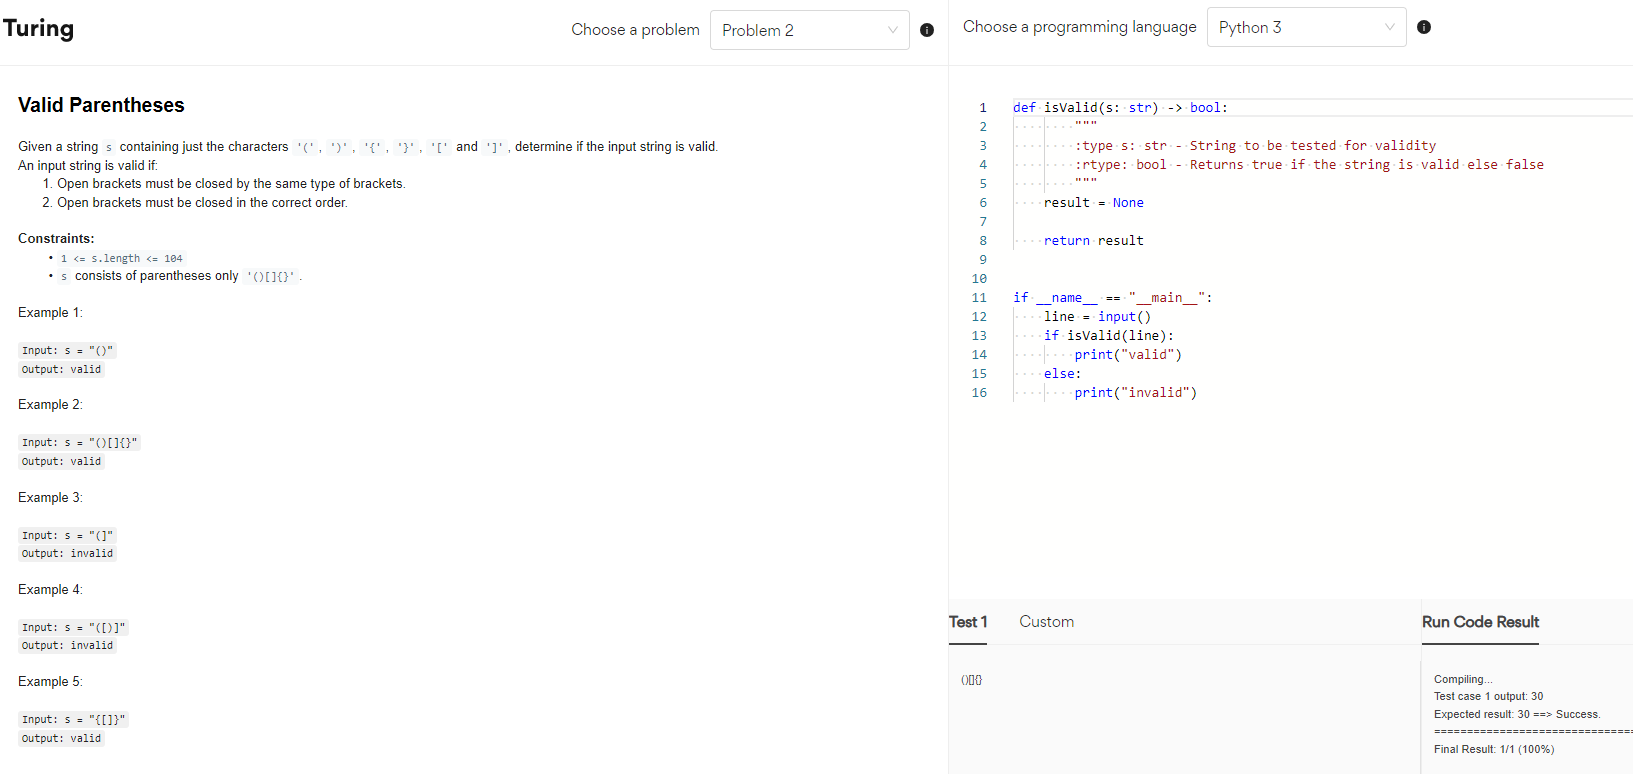 Turing
Choose a problem
Problem 2
Choose a programming language
Python 3
Valid Parentheses
Given a string s containing just the characters '(', ')', '{', '}', '[' and ']', determine if the input string is valid.
An input string is valid if:
1. Open brackets must be closed by the same type of brackets.
2. Open brackets must be closed in the correct order.
Constraints:
• 1 <= s.length <= 104
• s consists of parentheses only '()[]{}'.
Example 1:
Input: s = "()"
Output: valid
Example 2:
Input: s = "()[]{}"
Output: valid
Example 3:
Input: s = "(]"
Output: invalid
Example 4:
Input: s = "([)]"
Output: invalid
Example 5:
Input: s = "{[]}"
Output: valid
1 def isValid(s: str) -> bool:
2         """
3         :type s: str - String to be tested for validity
4         :rtype: bool - Returns true if the string is valid else false
5         """
6     result = None
7
8     return result
9
10
11 if __name__ == "__main__":
12     line = input()
13     if isValid(line):
14         print("valid")
15     else:
16         print("invalid")
Test 1
Custom
()[]{}
Run Code Result
Compiling...
Test case 1 output: 30
Expected result: 30 ==> Success.
==============================
Final Result: 1/1 (100%)